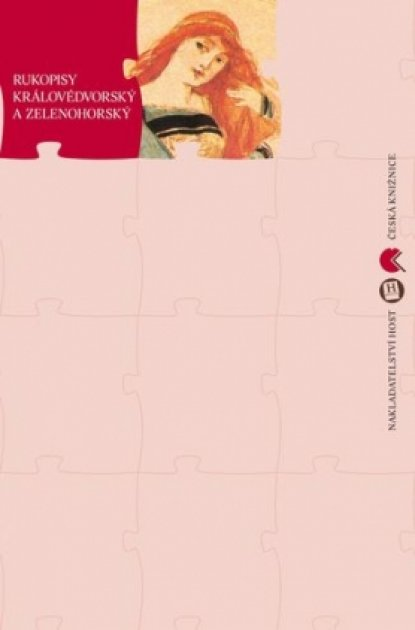 RUKOPISY
KRÁLOVÉDVORSKÝ
A ZELENOHORSKÝ
NAKLADATELSTVÍ HOST
H
ČESKÁ KNIŽNICE